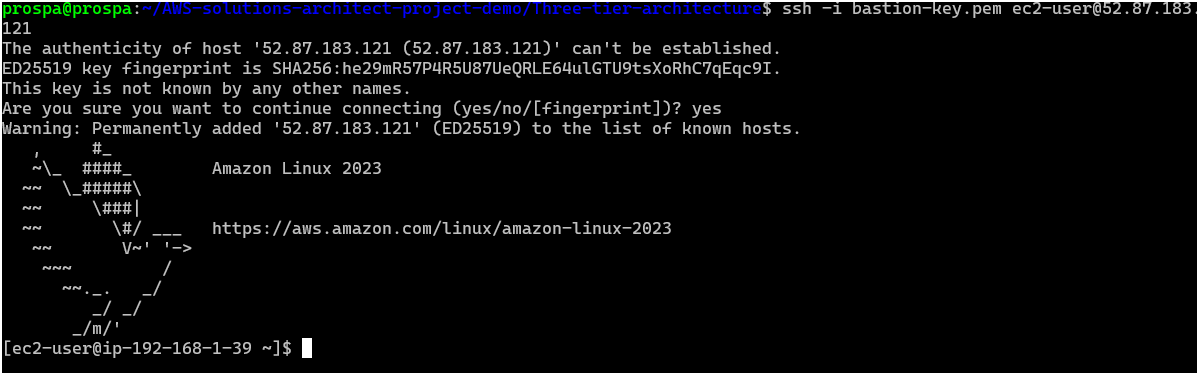 prospa@prospa:~/AWS-solutions-architect-project-demo/Three-tier-architecture$ ssh -i bastion-key.pem ec2-user@52.87.183.
121
The authenticity of host '52.87.183.121 (52.87.183.121)' can't be established.
ED25519 key fingerprint is SHA256:he29mR57P4R5U87UeQRLE64ulGTU9tsXoRhC7qEqc9I.
This key is not known by any other names.
Are you sure you want to continue connecting (yes/no/[fingerprint])? yes
Warning: Permanently added '52.87.183.121' (ED25519) to the list of known hosts.
   ,     #_
   ~\_  ####_        Amazon Linux 2023
  ~~  \_#####\
  ~~     \###|
  ~~       \#/ ___   https://aws.amazon.com/linux/amazon-linux-2023
   ~~       V~' '->
    ~~~         /
      ~~._.   _/
         _/ _/
       _/m/'
[ec2-user@ip-192-168-1-39 ~]$